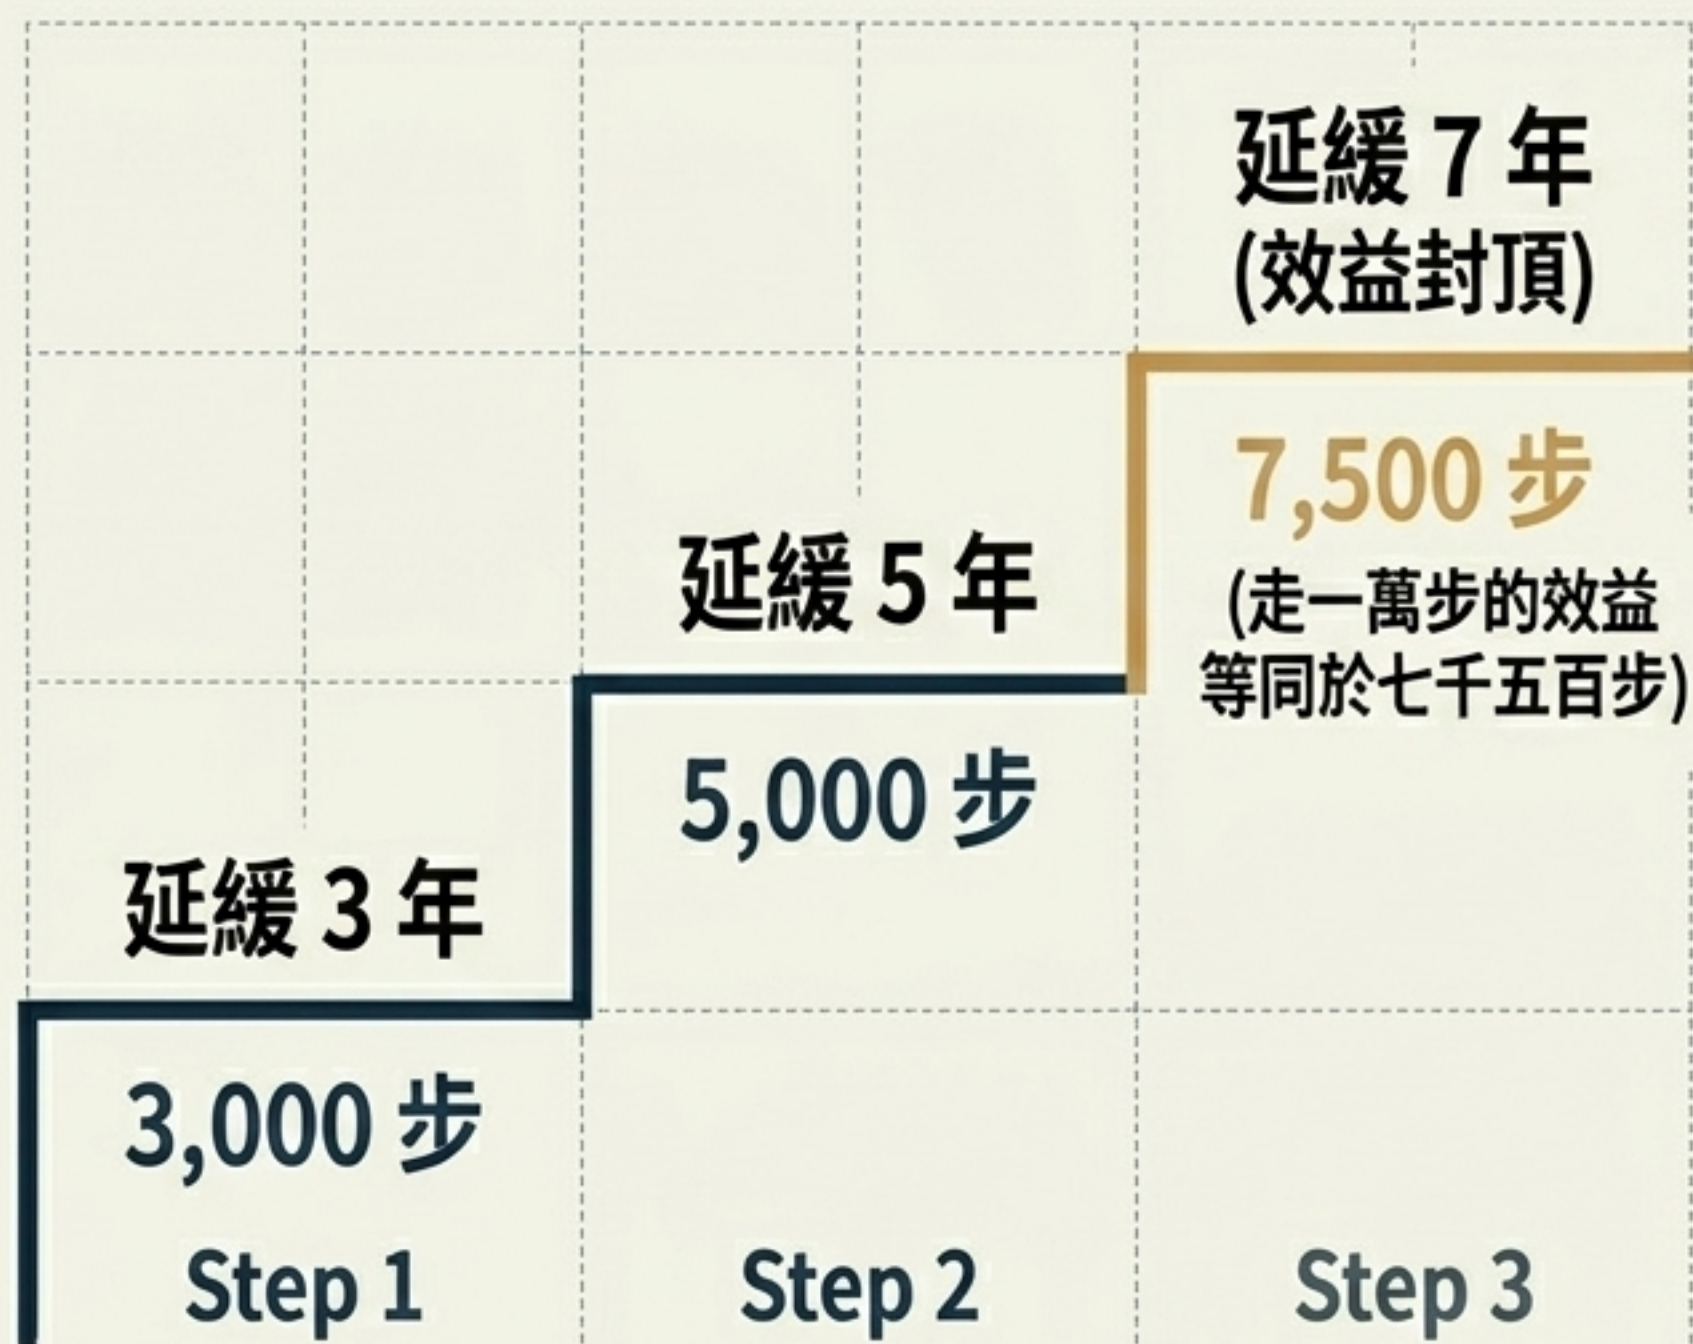 延緩 7 年
(效益封頂)
7,500 步
(走一萬步的效益
等同於七千五百步)
延緩 5 年
5,000 步
延緩 3 年
3,000 步
Step 1
Step 2
Step 3